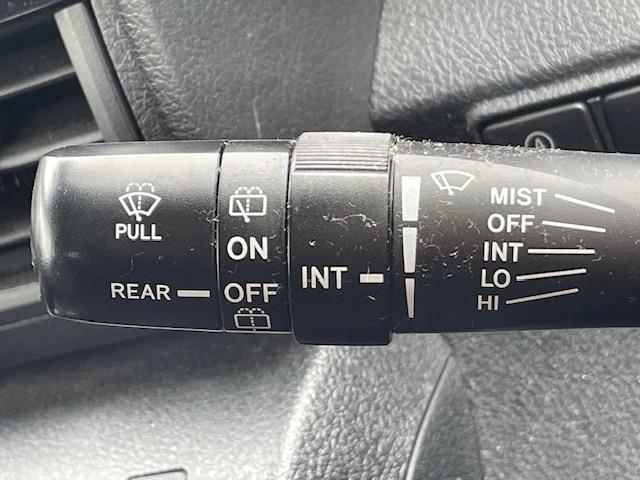 PULL
REAR
ON
OFF
INT
MIST
OFF
INT
LO
HI